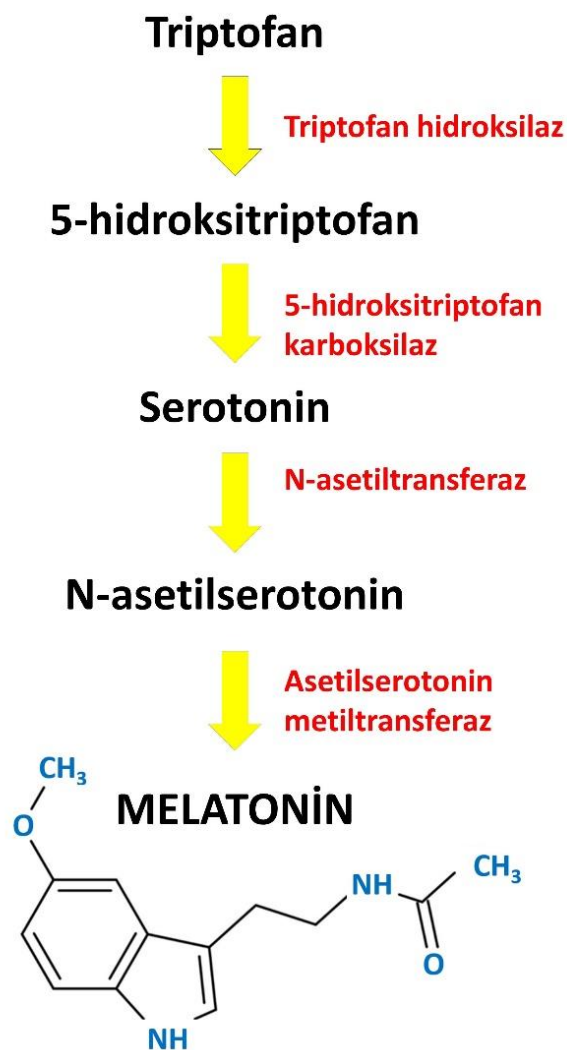 Triptofan
Triptofan hidroksilaz
5-hidroksitriptofan
5-hidroksitriptofan
karboksilaz
Serotonin
N-asetiltransferaz
N-asetilserotonin
Asetilserotonin
metiltransferaz
MELATONİN
CH₃
O
NH
CH₃
O
NH